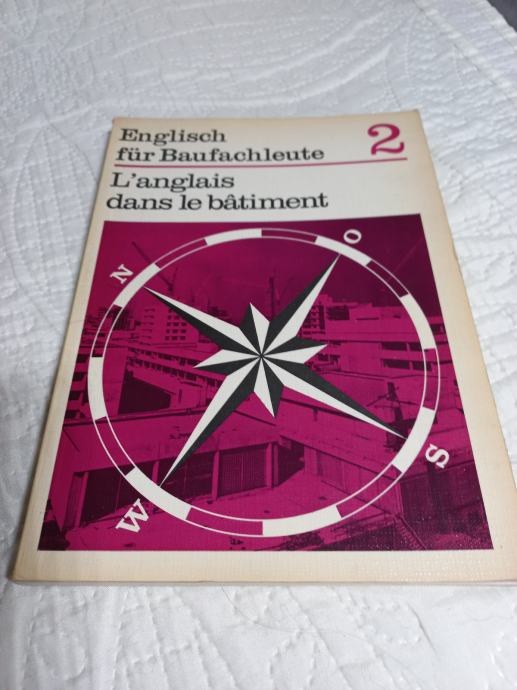 Englisch
für Baufachleute
2
L'anglais
dans le bâtiment
N
O
S
W